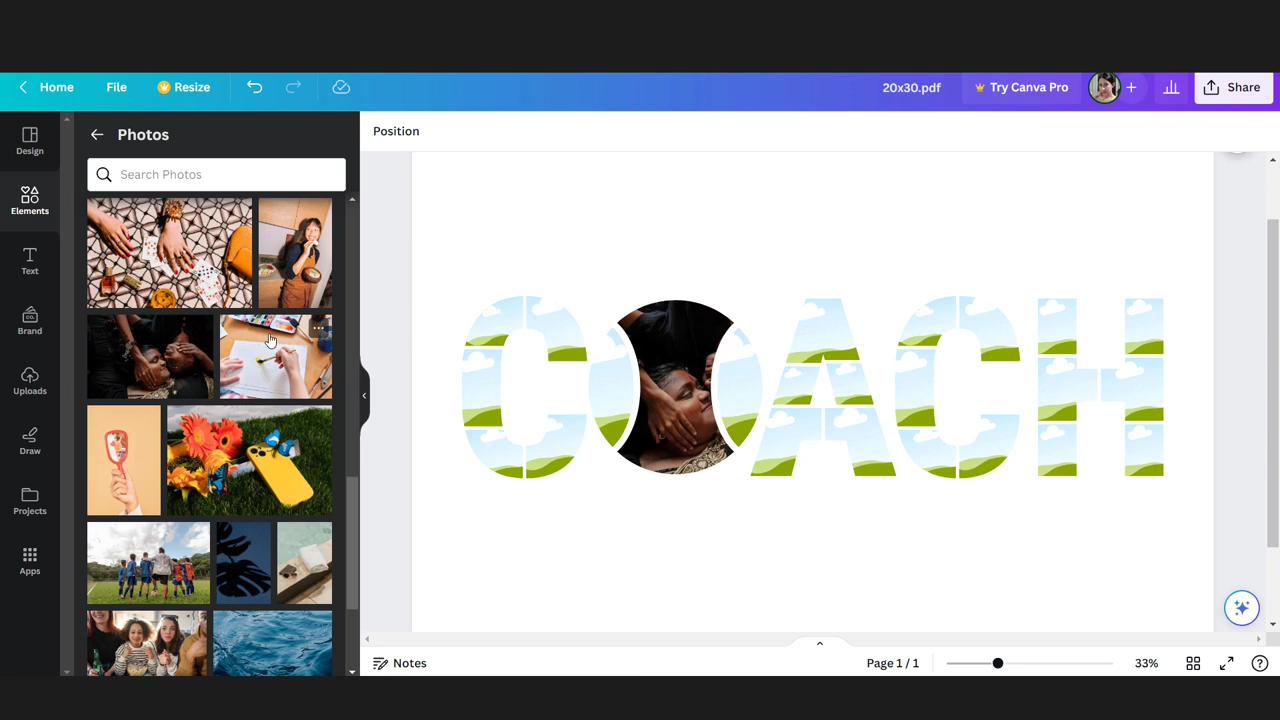 Home File Resize 20x30.pdf Try Canva Pro + Share
Design
Elements
Text
Brand
Uploads
Draw
Projects
Apps
Photos
Search Photos
Position
COACH
Notes Page 1 / 1 33%